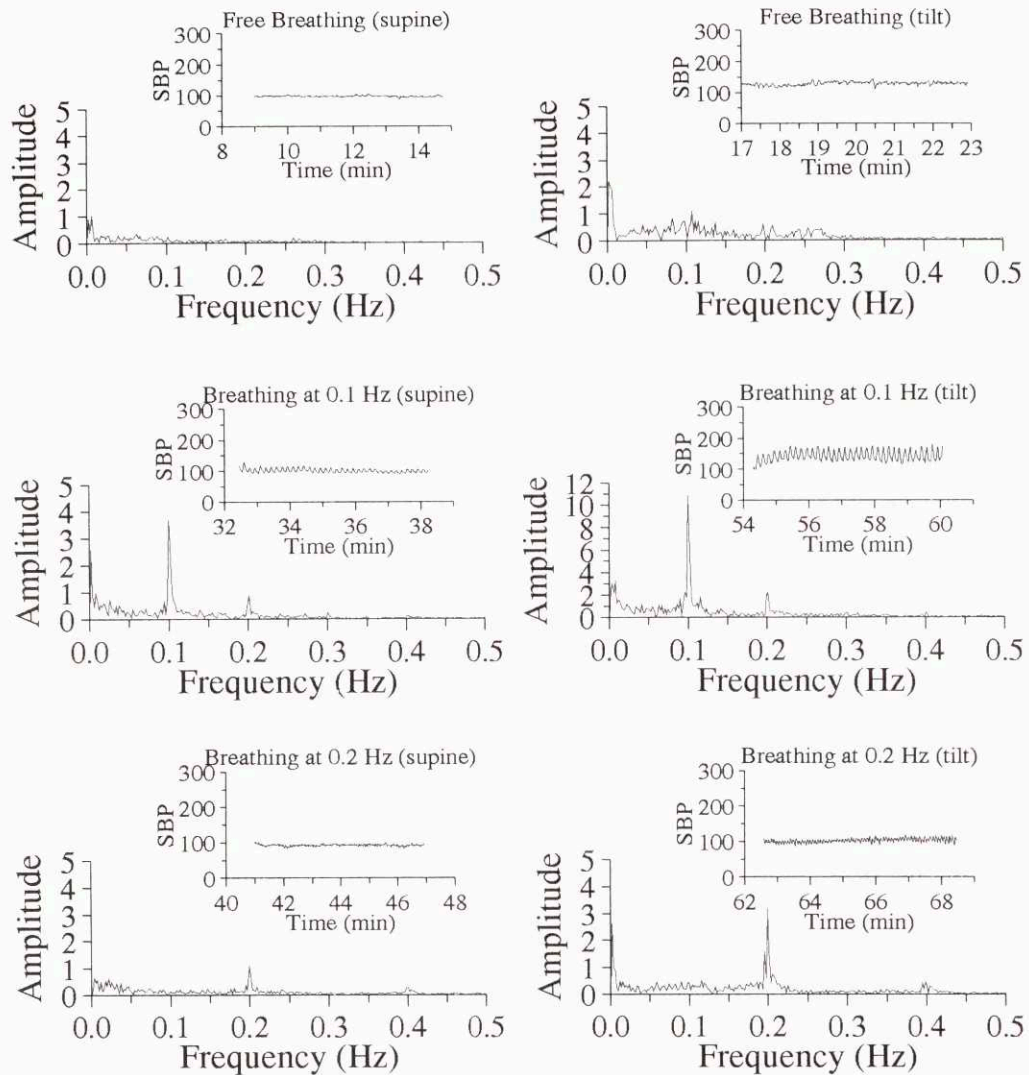 Free Breathing (supine)
300
200
100
0
SBP
8 10 12 14
Time (min)
5
4
3
2
1
0
Amplitude
0.0 0.1 0.2 0.3 0.4 0.5
Frequency (Hz)
Free Breathing (tilt)
300
200
100
0
SBP
17 18 19 20 21 22 23
Time (min)
5
4
3
2
1
0
Amplitude
0.0 0.1 0.2 0.3 0.4 0.5
Frequency (Hz)
Breathing at 0.1 Hz (supine)
300
200
100
0
SBP
32 34 36 38
Time (min)
5
4
3
2
1
0
Amplitude
0.0 0.1 0.2 0.3 0.4 0.5
Frequency (Hz)
Breathing at 0.1 Hz (tilt)
300
200
100
0
SBP
54 56 58 60
Time (min)
12
10
8
6
4
2
0
Amplitude
0.0 0.1 0.2 0.3 0.4 0.5
Frequency (Hz)
Breathing at 0.2 Hz (supine)
300
200
100
0
SBP
40 42 44 46 48
Time (min)
5
4
3
2
1
0
Amplitude
0.0 0.1 0.2 0.3 0.4 0.5
Frequency (Hz)
Breathing at 0.2 Hz (tilt)
300
200
100
0
SBP
62 64 66 68
Time (min)
5
4
3
2
1
0
Amplitude
0.0 0.1 0.2 0.3 0.4 0.5
Frequency (Hz)